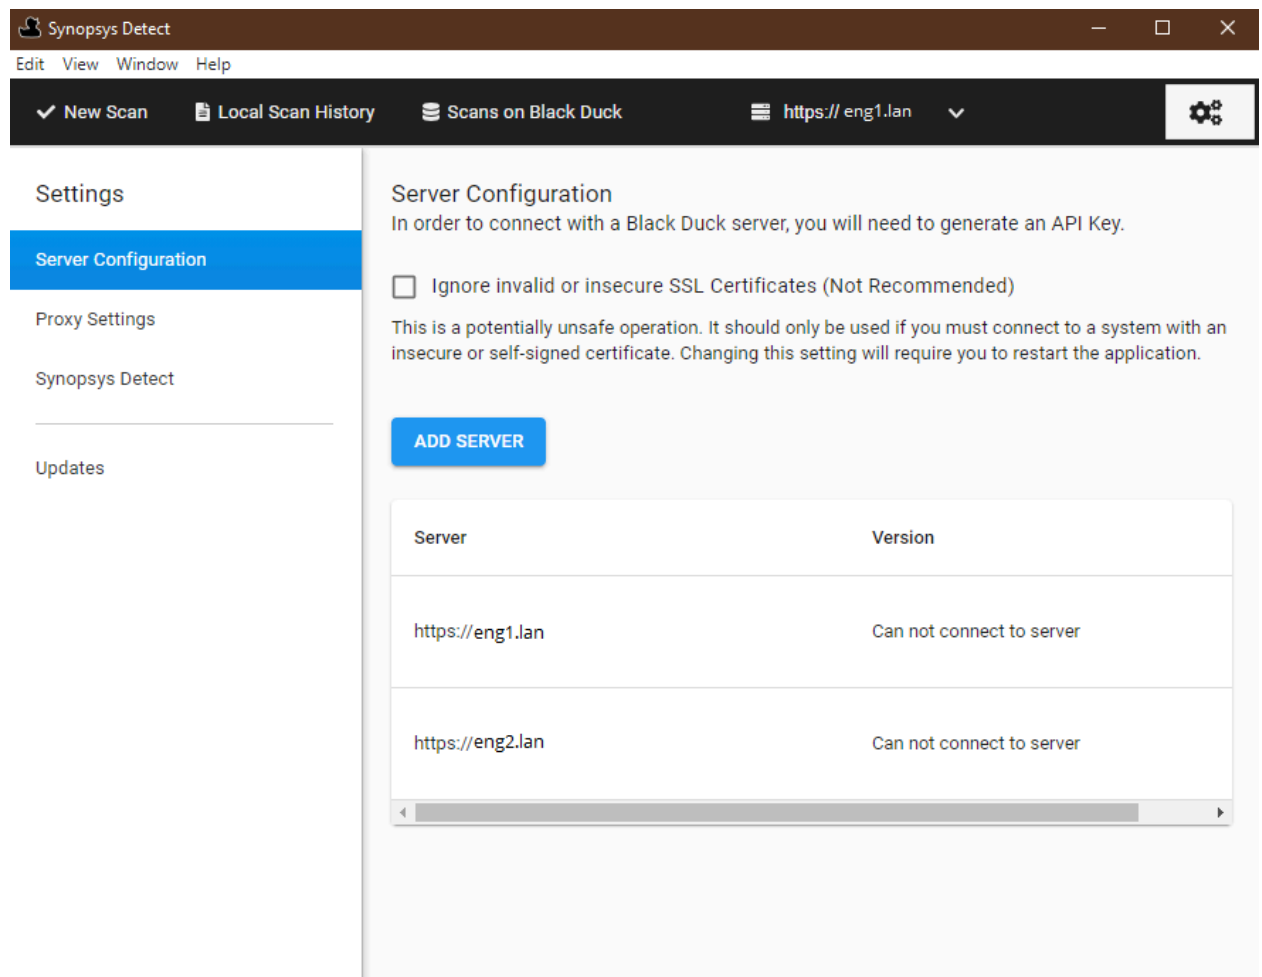 Synopsys Detect
Edit View Window Help
New Scan Local Scan History Scans on Black Duck https:// eng1.lan
Settings
Server Configuration
Proxy Settings
Synopsys Detect
Updates
Server Configuration
In order to connect with a Black Duck server, you will need to generate an API Key.
Ignore invalid or insecure SSL Certificates (Not Recommended)
This is a potentially unsafe operation. It should only be used if you must connect to a system with an
insecure or self-signed certificate. Changing this setting will require you to restart the application.
ADD SERVER
Server Version
https://eng1.lan Can not connect to server
https://eng2.lan Can not connect to server